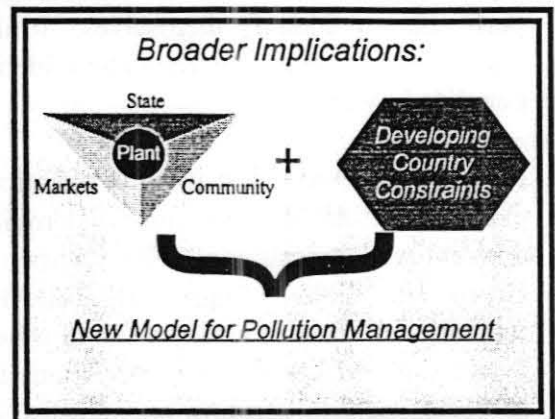 Broader Implications:
State
Plant
Markets
Community
+
Developing
Country
Constraints
New Model for Pollution Management